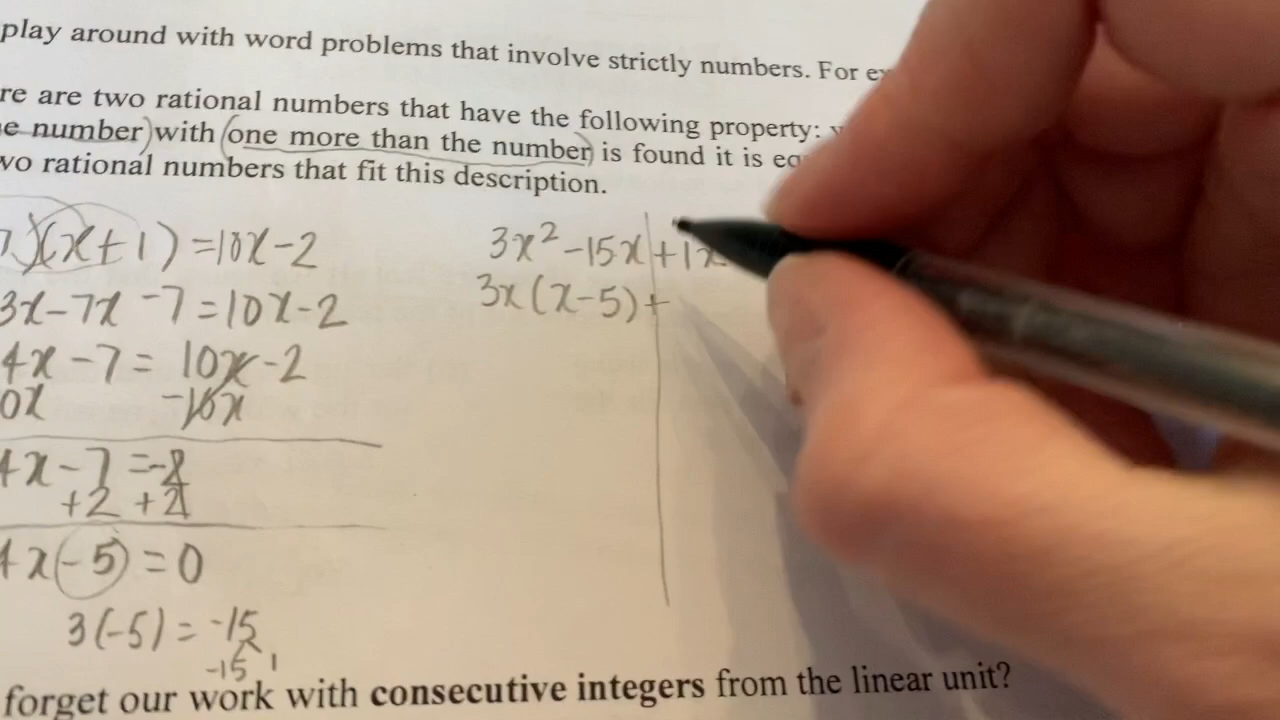 play around with word problems that involve strictly numbers. For ex
re are two rational numbers that have the following property:
e number) with (one more than the number) is found it is eq
wo rational numbers that fit this description.
7)(x+1) = 10x-2
3x-7x-7 = 10x-2
4x-7 = 10x-2
0x -10x
4x-7 = -2
+2 +2
4x(-5) = 0
3(-5) = -15
-15 1
3x²-15x+1x
3x(x-5)+
forget our work with consecutive integers from the linear unit?